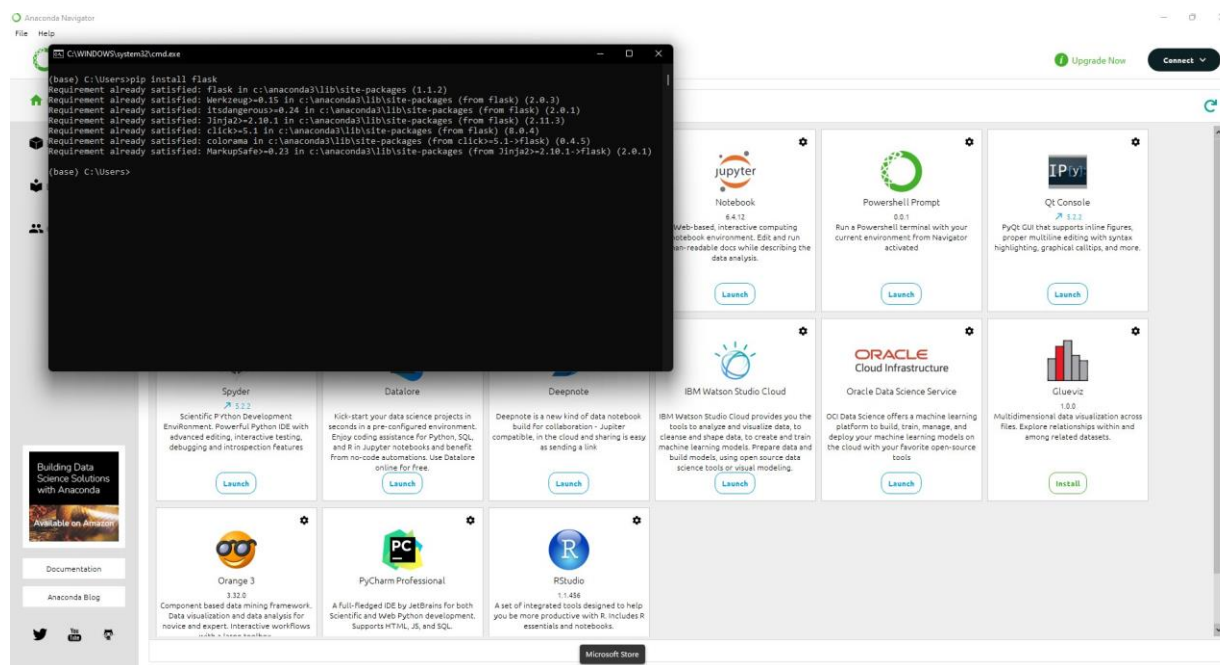 Anaconda Navigator
File Help
Upgrade Now
Connect
C:\WINDOWS\system32\cmd.exe
(base) C:\Users>pip install flask
Requirement already satisfied: flask in c:\anaconda3\lib\site-packages (1.1.2)
Requirement already satisfied: Werkzeug>=0.15 in c:\anaconda3\lib\site-packages (from flask) (2.0.3)
Requirement already satisfied: itsdangerous>=0.24 in c:\anaconda3\lib\site-packages (from flask) (2.0.1)
Requirement already satisfied: Jinja2>=2.10.1 in c:\anaconda3\lib\site-packages (from flask) (2.11.3)
Requirement already satisfied: click>=5.1 in c:\anaconda3\lib\site-packages (from flask) (8.0.4)
Requirement already satisfied: colorama in c:\anaconda3\lib\site-packages (from click>=5.1->flask) (0.4.5)
Requirement already satisfied: MarkupSafe>=0.23 in c:\anaconda3\lib\site-packages (from Jinja2>=2.10.1->flask) (2.0.1)
(base) C:\Users>
jupyter
Notebook
6.4.12
Web-based, interactive computing
notebook environment. Edit and run
human-readable docs while describing the
data analysis.
Launch
Powershell Prompt
0.0.1
Run a Powershell terminal with your
current environment from Navigator
activated
Launch
IP[y]:
Qt Console
5.2.2
PyQt GUI that supports inline figures,
proper multiline editing with syntax
highlighting, graphical calltips, and more.
Launch
Spyder
5.2.2
Scientific PYthon Development
EnviRonment. Powerful Python IDE with
advanced editing, interactive testing,
debugging and introspection features
Launch
Datalore
Kick-start your data science projects in
seconds in a pre-configured environment.
Enjoy coding assistance for Python, SQL,
and R in Jupyter notebooks and benefit
from no-code automations. Use Datalore
online for free.
Launch
Deepnote
Deepnote is a new kind of data notebook
build for collaboration - Jupiter
compatible, in the cloud and sharing is easy
as sending a link
Launch
IBM Watson Studio Cloud
IBM Watson Studio Cloud provides you the
tools to analyze and visualize data, to
cleanse and shape data, to create and train
machine learning models. Prepare data and
build models, using open source data
science tools or visual modeling.
Launch
ORACLE
Cloud Infrastructure
Oracle Data Science Service
OCI Data Science offers a machine learning
platform to build, train, manage, and
deploy your machine learning models on
the cloud with your favorite open-source
tools
Launch
Glueviz
1.0.0
Multidimensional data visualization across
files. Explore relationships within and
among related datasets.
Install
Building Data
Science Solutions
with Anaconda
Available on Amazon
Documentation
Anaconda Blog
You
Tube
Orange 3
3.32.0
Component based data mining framework.
Data visualization and data analysis for
novice and expert. Interactive workflows
with a large toolbox.
PC
PyCharm Professional
A full-fledged IDE by JetBrains for both
Scientific and Web Python development.
Supports HTML, JS, and SQL.
R
RStudio
1.1.456
A set of integrated tools designed to help
you be more productive with R. Includes R
essentials and notebooks.
Microsoft Store